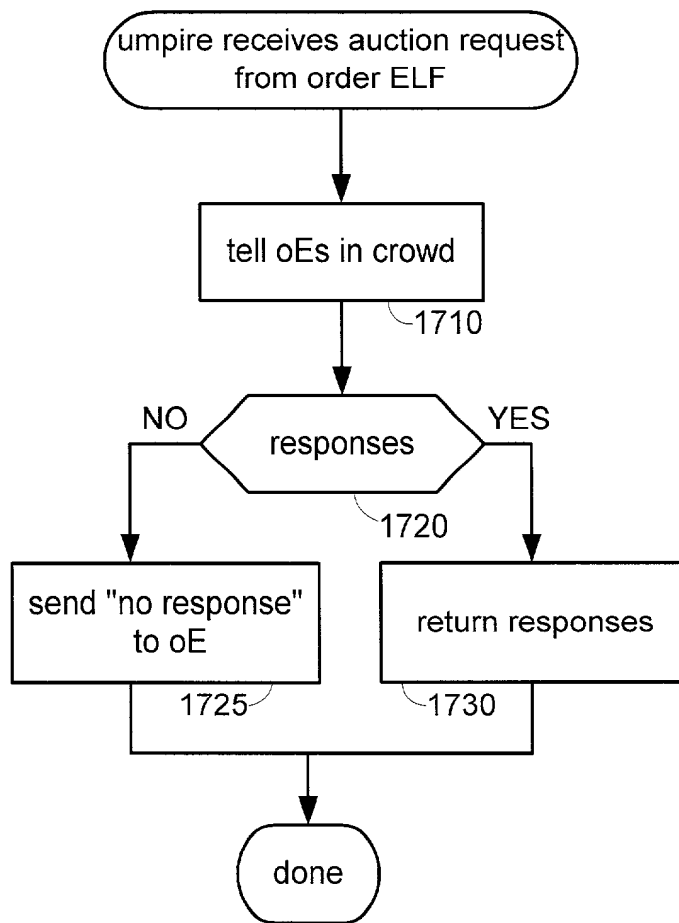 umpire receives auction request
from order ELF
tell oEs in crowd
1710
NO
YES
responses
1720
send "no response"
to oE
return responses
1725
1730
done